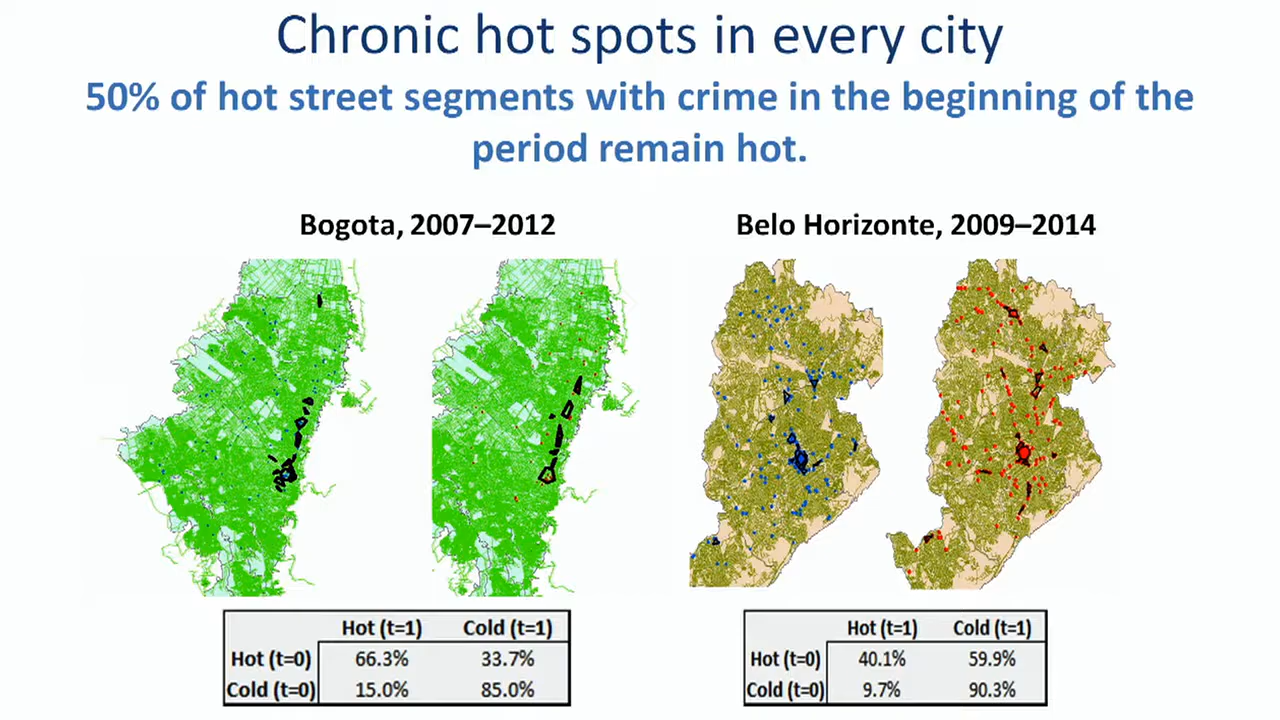 Chronic hot spots in every city
50% of hot street segments with crime in the beginning of the
period remain hot.
Bogota, 2007–2012
Belo Horizonte, 2009–2014
Hot (t=1) Cold (t=1)
Hot (t=0) 66.3% 33.7%
Cold (t=0) 15.0% 85.0%
Hot (t=1) Cold (t=1)
Hot (t=0) 40.1% 59.9%
Cold (t=0) 9.7% 90.3%